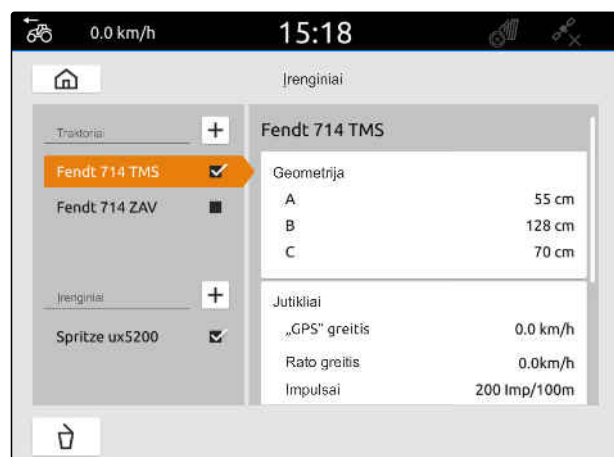 0.0 km/h 15:18
Įrenginiai
Traktoriai
Fendt 714 TMS
Fendt 714 ZAV
Įrenginiai
Spritze ux5200
Fendt 714 TMS
Geometrija
A 55 cm
B 128 cm
C 70 cm
Jutikliai
„GPS” greitis 0.0 km/h
Rato greitis 0.0km/h
Impulsai 200 Imp/100m